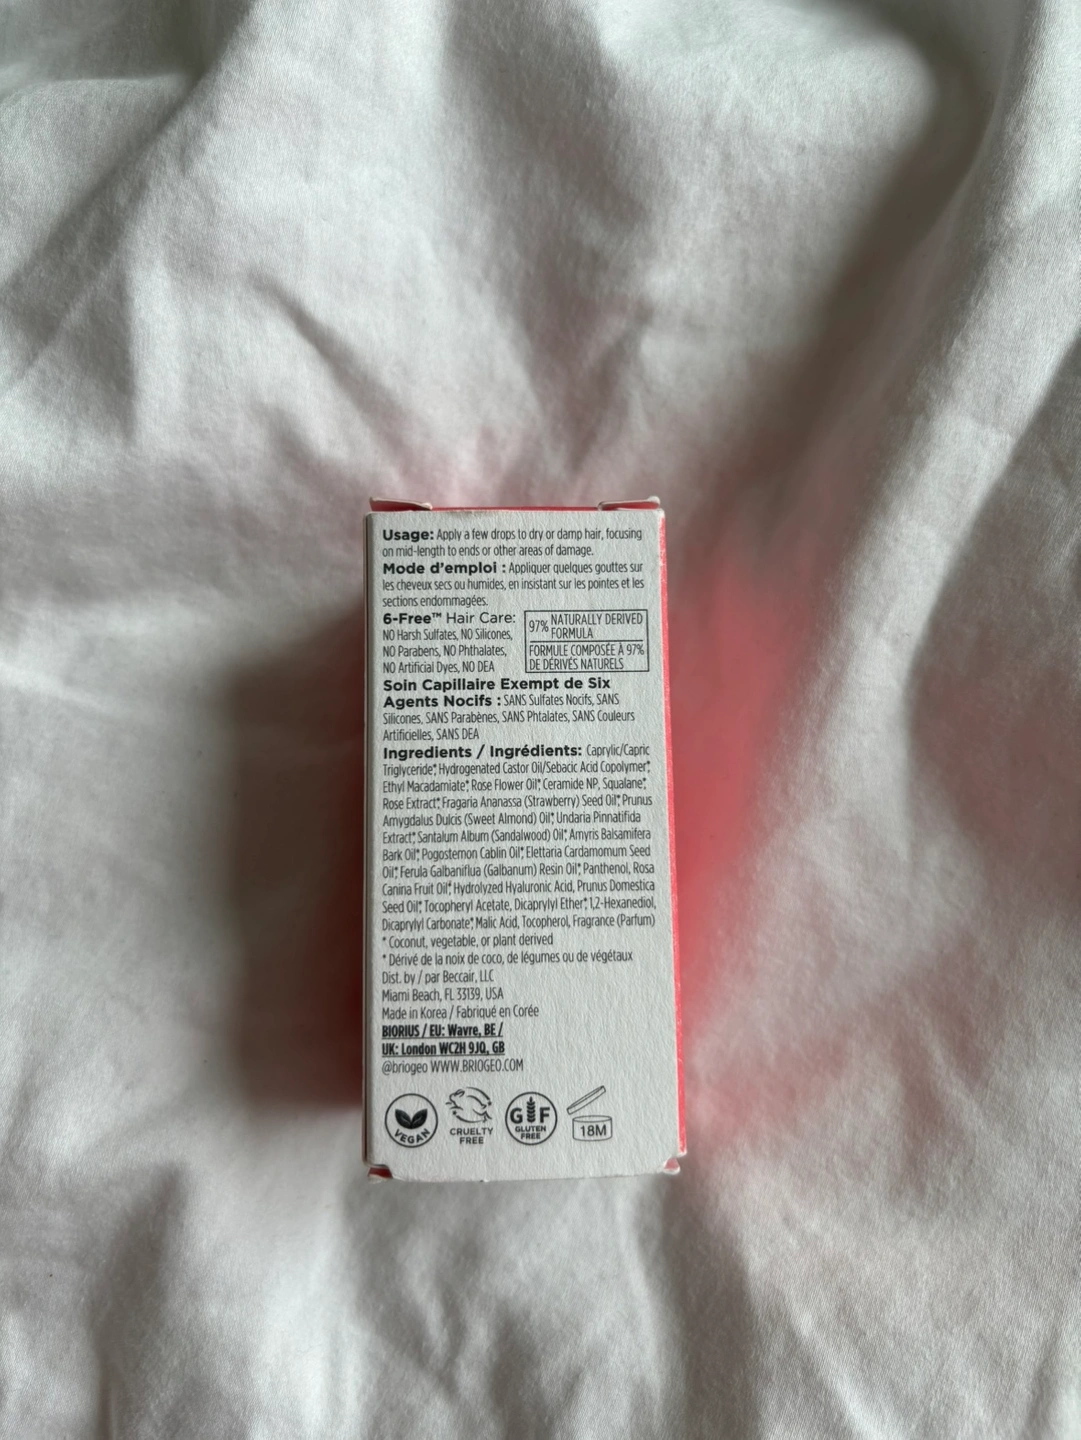 Usage: Apply a few drops to dry or damp hair, focusing
on mid-length to ends or other areas of damage.
Mode d'emploi : Appliquer quelques gouttes sur
les cheveux secs ou humides, en insistant sur les pointes et les
sections endommagées.
6-Free™ Hair Care:
NO Harsh Sulfates, NO Silicones,
NO Parabens, NO Phthalates,
NO Artificial Dyes, NO DEA
97% NATURALLY DERIVED
FORMULA
FORMULE COMPOSÉE À 97%
DE DÉRIVÉS NATURELS
Soin Capillaire Exempt de Six
Agents Nocifs : SANS Sulfates Nocifs, SANS
Silicones, SANS Parabènes, SANS Phtalates, SANS Couleurs
Artificielles, SANS DEA
Ingredients / Ingrédients: Caprylic/Capric
Triglyceride*, Hydrogenated Castor Oil/Sebacic Acid Copolymer*,
Ethyl Macadamiate*, Rose Flower Oil*, Ceramide NP, Squalane*,
Rose Extract*, Fragaria Ananassa (Strawberry) Seed Oil*, Prunus
Amygdalus Dulcis (Sweet Almond) Oil*, Undaria Pinnatifida
Extract*, Santalum Album (Sandalwood) Oil*, Amyris Balsamifera
Bark Oil*, Pogostemon Cablin Oil*, Elettaria Cardamomum Seed
Oil*, Ferula Galbaniflua (Galbanum) Resin Oil*, Panthenol, Rosa
Canina Fruit Oil*, Hydrolyzed Hyaluronic Acid, Prunus Domestica
Seed Oil*, Tocopheryl Acetate, Dicaprylyl Ether*, 1,2-Hexanediol,
Dicaprylyl Carbonate*, Malic Acid, Tocopherol, Fragrance (Parfum)
* Coconut, vegetable, or plant derived
* Dérivé de la noix de coco, de légumes ou de végétaux
Dist. by / par Beccair, LLC
Miami Beach, FL 33139, USA
Made in Korea / Fabriqué en Corée
BIORIUS / EU: Wavre, BE /
UK: London WC2H 9JQ, GB
@briogeo WWW.BRIOGEO.COM
VEGAN
CRUELTY
FREE
GF
GLUTEN
FREE
18M